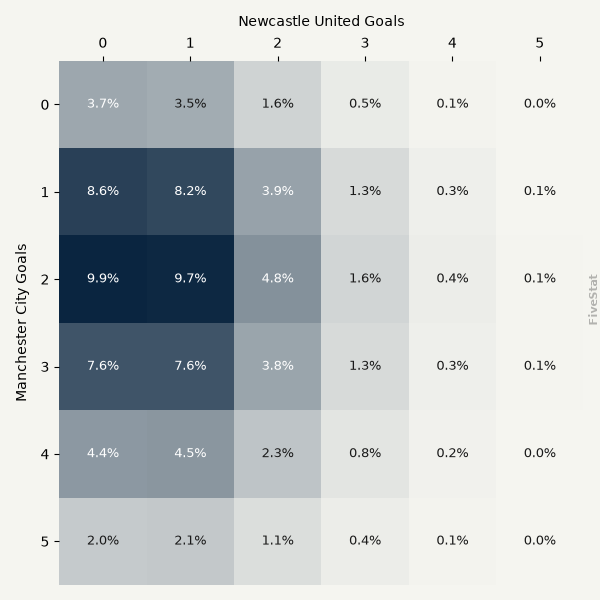 Newcastle United Goals
0 1 2 3 4 5
0 3.7% 3.5% 1.6% 0.5% 0.1% 0.0%
1 8.6% 8.2% 3.9% 1.3% 0.3% 0.1%
2 9.9% 9.7% 4.8% 1.6% 0.4% 0.1%
3 7.6% 7.6% 3.8% 1.3% 0.3% 0.1%
4 4.4% 4.5% 2.3% 0.8% 0.2% 0.0%
5 2.0% 2.1% 1.1% 0.4% 0.1% 0.0%
Manchester City Goals
FiveStat